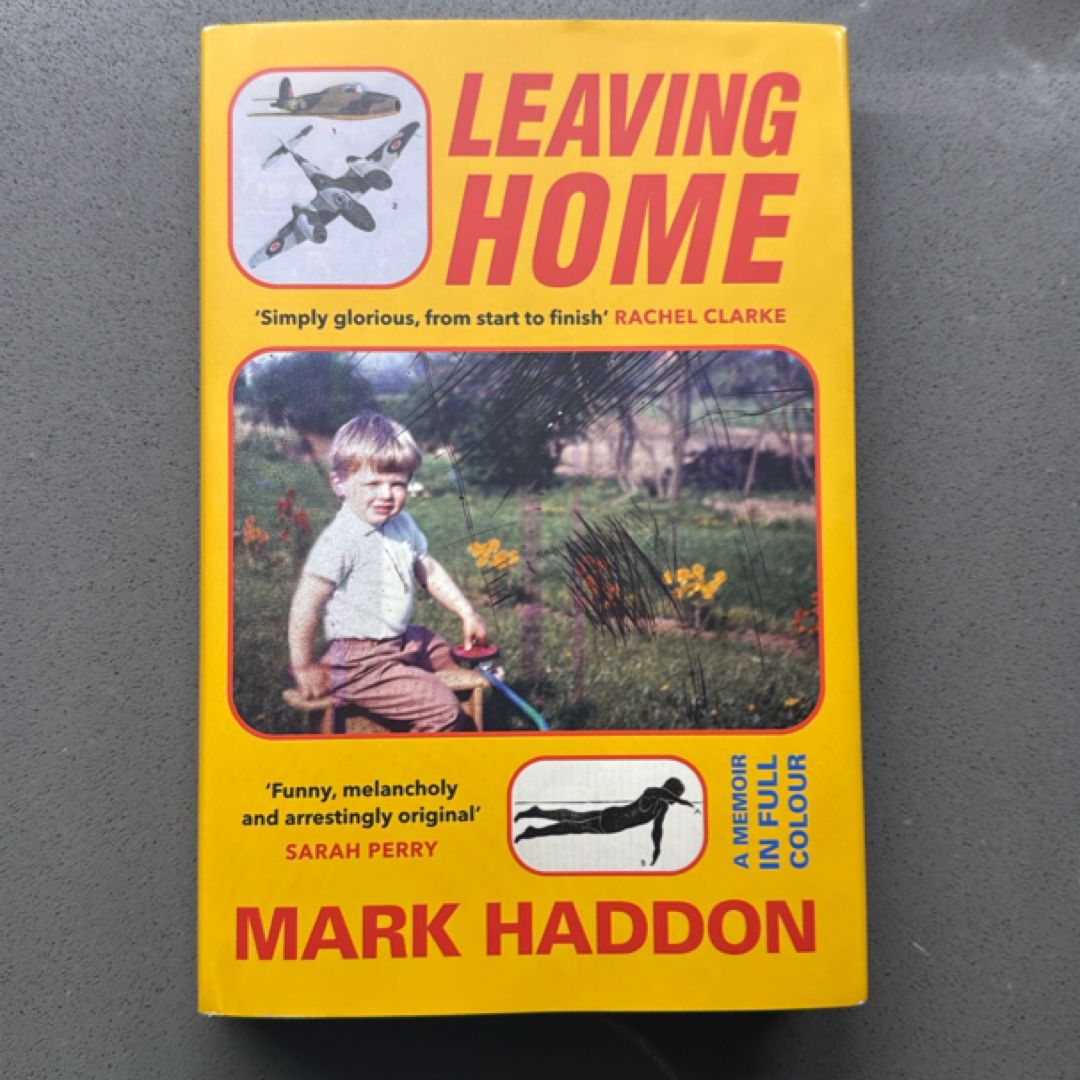 LEAVING
HOME
‘Simply glorious, from start to finish’ RACHEL CLARKE
‘Funny, melancholy
and arrestingly original’
SARAH PERRY
A MEMOIR
IN FULL
COLOUR
MARK HADDON